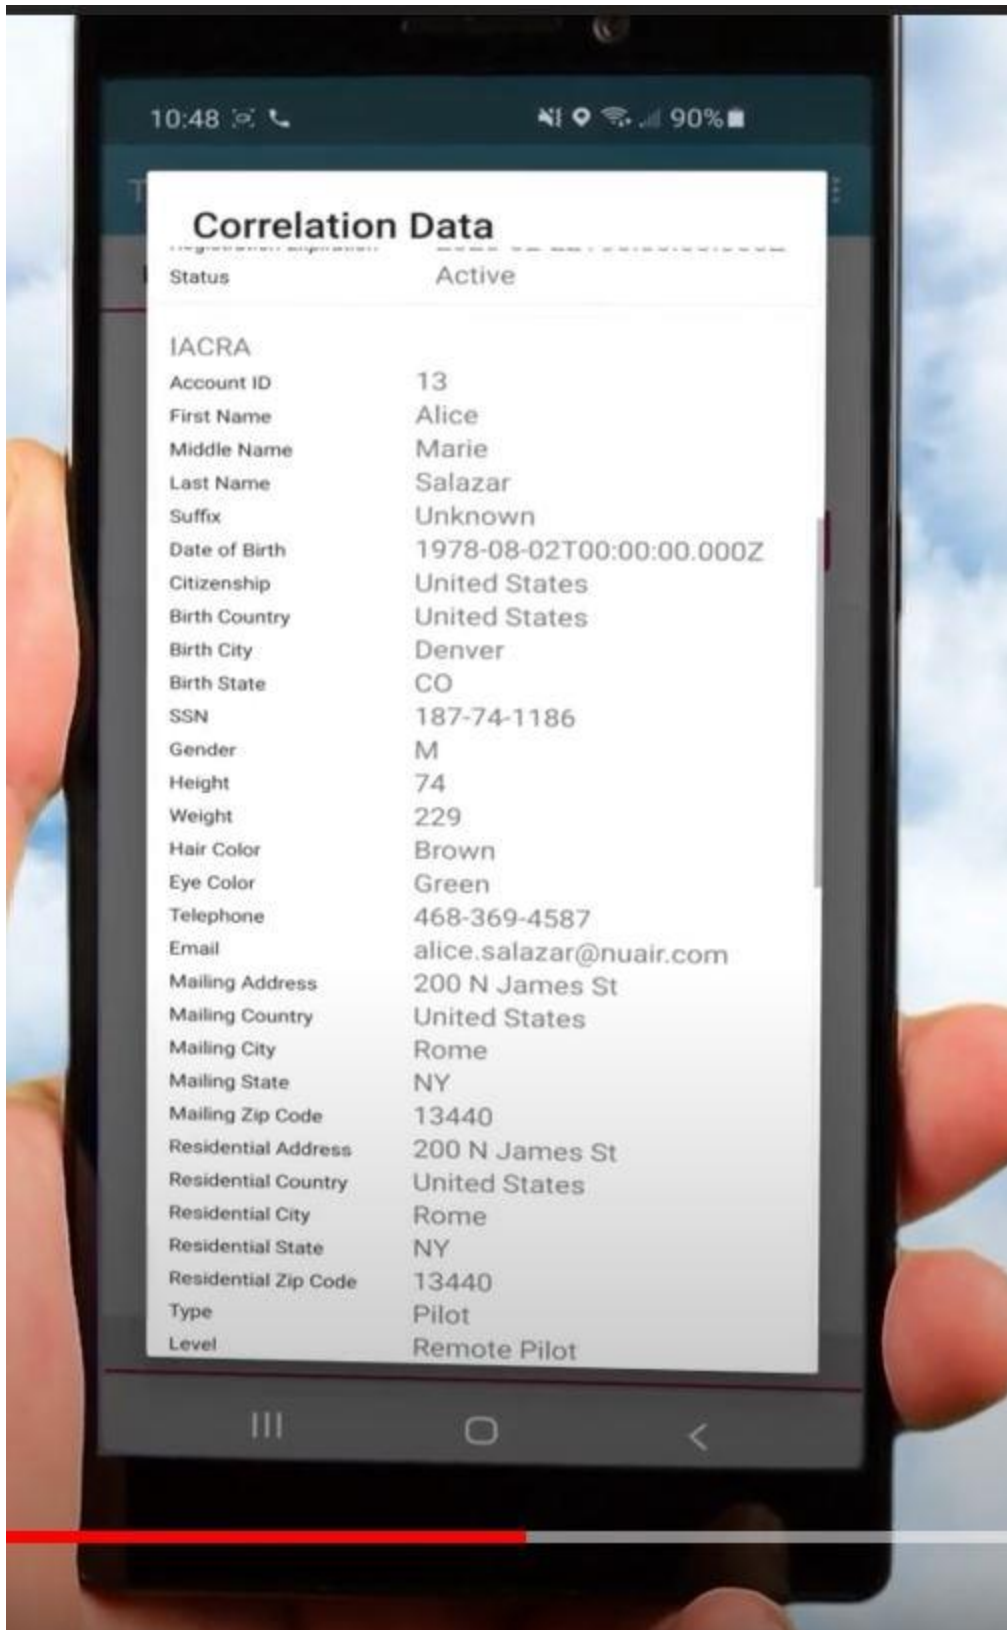 10:48 90%
Correlation Data
Status Active
IACRA
Account ID 13
First Name Alice
Middle Name Marie
Last Name Salazar
Suffix Unknown
Date of Birth 1978-08-02T00:00:00.000Z
Citizenship United States
Birth Country United States
Birth City Denver
Birth State CO
SSN 187-74-1186
Gender M
Height 74
Weight 229
Hair Color Brown
Eye Color Green
Telephone 468-369-4587
Email alice.salazar@nuair.com
Mailing Address 200 N James St
Mailing Country United States
Mailing City Rome
Mailing State NY
Mailing Zip Code 13440
Residential Address 200 N James St
Residential Country United States
Residential City Rome
Residential State NY
Residential Zip Code 13440
Type Pilot
Level Remote Pilot